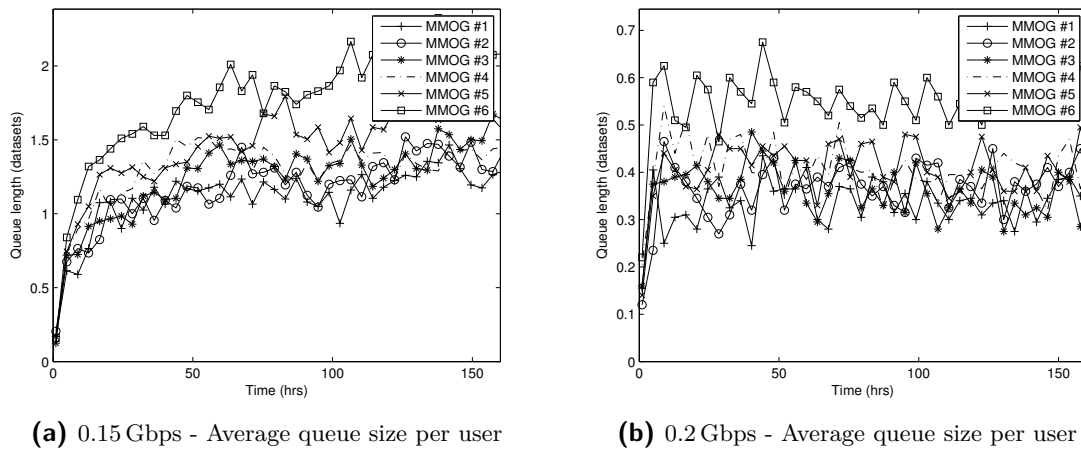 MMOG #1
MMOG #2
MMOG #3
MMOG #4
MMOG #5
MMOG #6
2
1.5
1
0.5
0
Queue length (datasets)
0
50
100
150
Time (hrs)
(a) 0.15 Gbps - Average queue size per user
MMOG #1
MMOG #2
MMOG #3
MMOG #4
MMOG #5
MMOG #6
0.7
0.6
0.5
0.4
0.3
0.2
0.1
0
Queue length (datasets)
0
50
100
150
Time (hrs)
(b) 0.2 Gbps - Average queue size per user